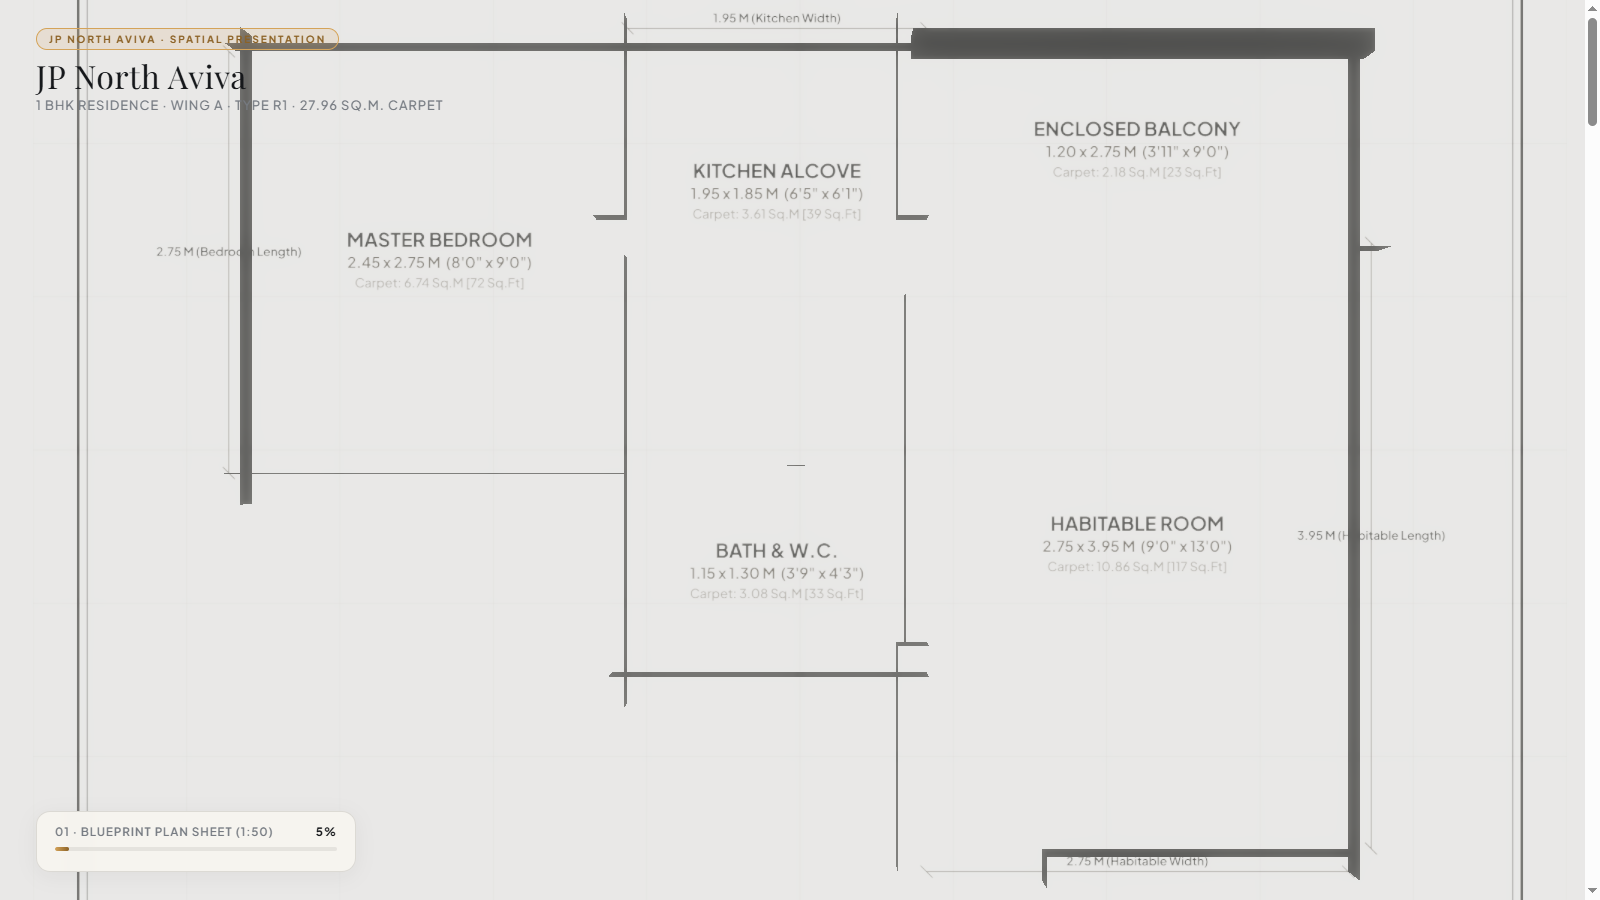 1.95 M (Kitchen Width)
JP NORTH AVIVA · SPATIAL PRESENTATION
JP North Aviva
1 BHK RESIDENCE · WING A · TYPE R1 · 27.96 SQ.M. CARPET
ENCLOSED BALCONY
1.20 x 2.75 M (3'11" x 9'0")
Carpet: 2.18 Sq.M [23 Sq.Ft]
KITCHEN ALCOVE
1.95 x 1.85 M (6'5" x 6'1")
Carpet: 3.61 Sq.M [39 Sq.Ft]
MASTER BEDROOM
2.45 x 2.75 M (8'0" x 9'0")
Carpet: 6.74 Sq.M [72 Sq.Ft]
2.75 M (Bedroom Length)
HABITABLE ROOM
2.75 x 3.95 M (9'0" x 13'0")
Carpet: 10.86 Sq.M [117 Sq.Ft]
3.95 M (Habitable Length)
BATH & W.C.
1.15 x 1.30 M (3'9" x 4'3")
Carpet: 3.08 Sq.M [33 Sq.Ft]
01 · BLUEPRINT PLAN SHEET (1:50) 5%
2.75 M (Habitable Width)